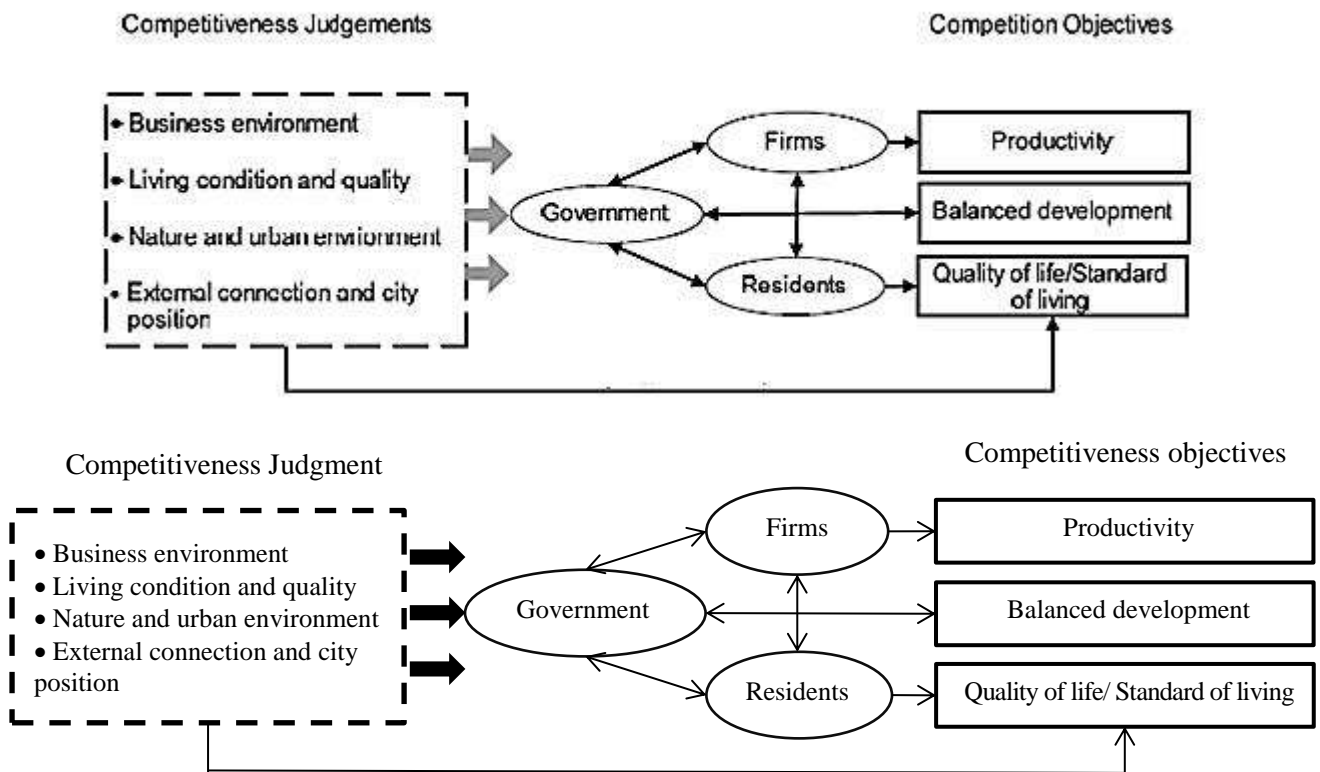 Competitiveness Judgements
Competition Objectives
• Business environment
• Living condition and quality
• Nature and urban environment
• External connection and city
position
Government
Firms
Residents
Productivity
Balanced development
Quality of life/Standard
of living
Competitiveness Judgment
Competitiveness objectives
• Business environment
• Living condition and quality
• Nature and urban environment
• External connection and city
position
Government
Firms
Residents
Productivity
Balanced development
Quality of life/ Standard of living